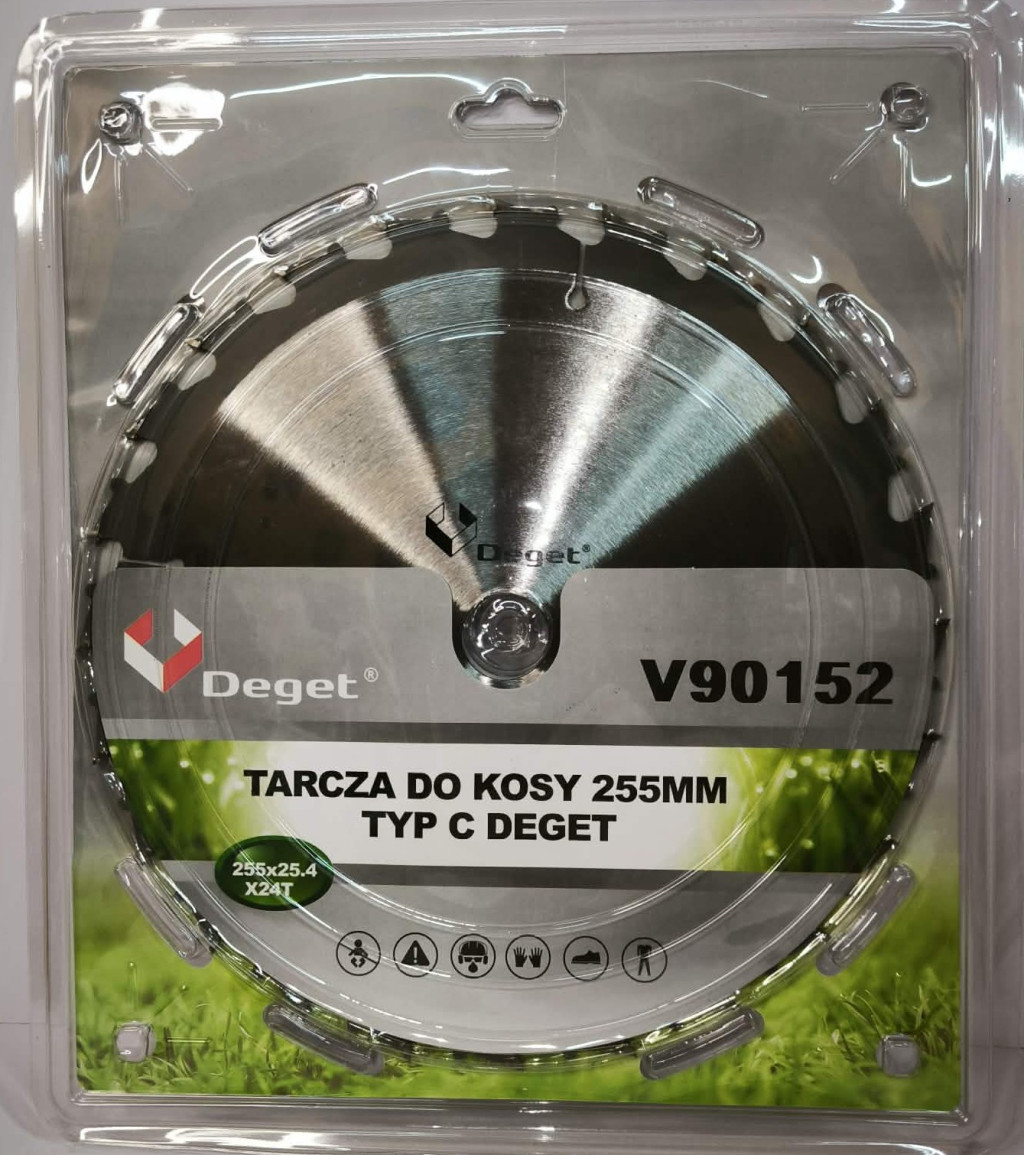 Deget®
Deget®
V90152
TARCZA DO KOSY 255MM
TYP C DEGET
255x25.4
X24T